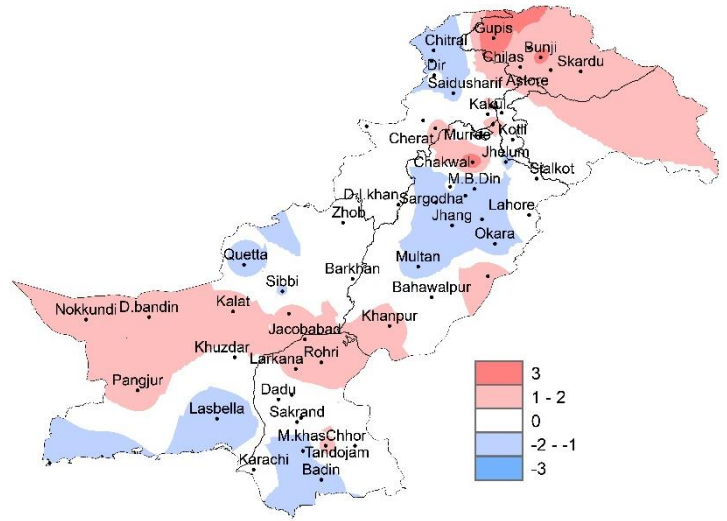 Gupis
Chitral
Bunji
Chilas
Dir
Skardu
Astore
Saidusharif
Kakul
Cherat
Murree
Kotli
Chakwal
Jhelum
Sialkot
M.B.Din
D.I.khan
Sargodha
Zhob
Lahore
Jhang
Okara
Quetta
Multan
Sibbi
Barkhan
Bahawalpur
Kalat
Nokkundi
D.bandin
Khanpur
Jacobabad
Khuzdar
Rohri
Larkana
Pangjur
Dadu
Lasbella
Sakrand
M.khas
Chhor
Tandojam
Karachi
Badin
3
1 - 2
0
-2 - -1
-3